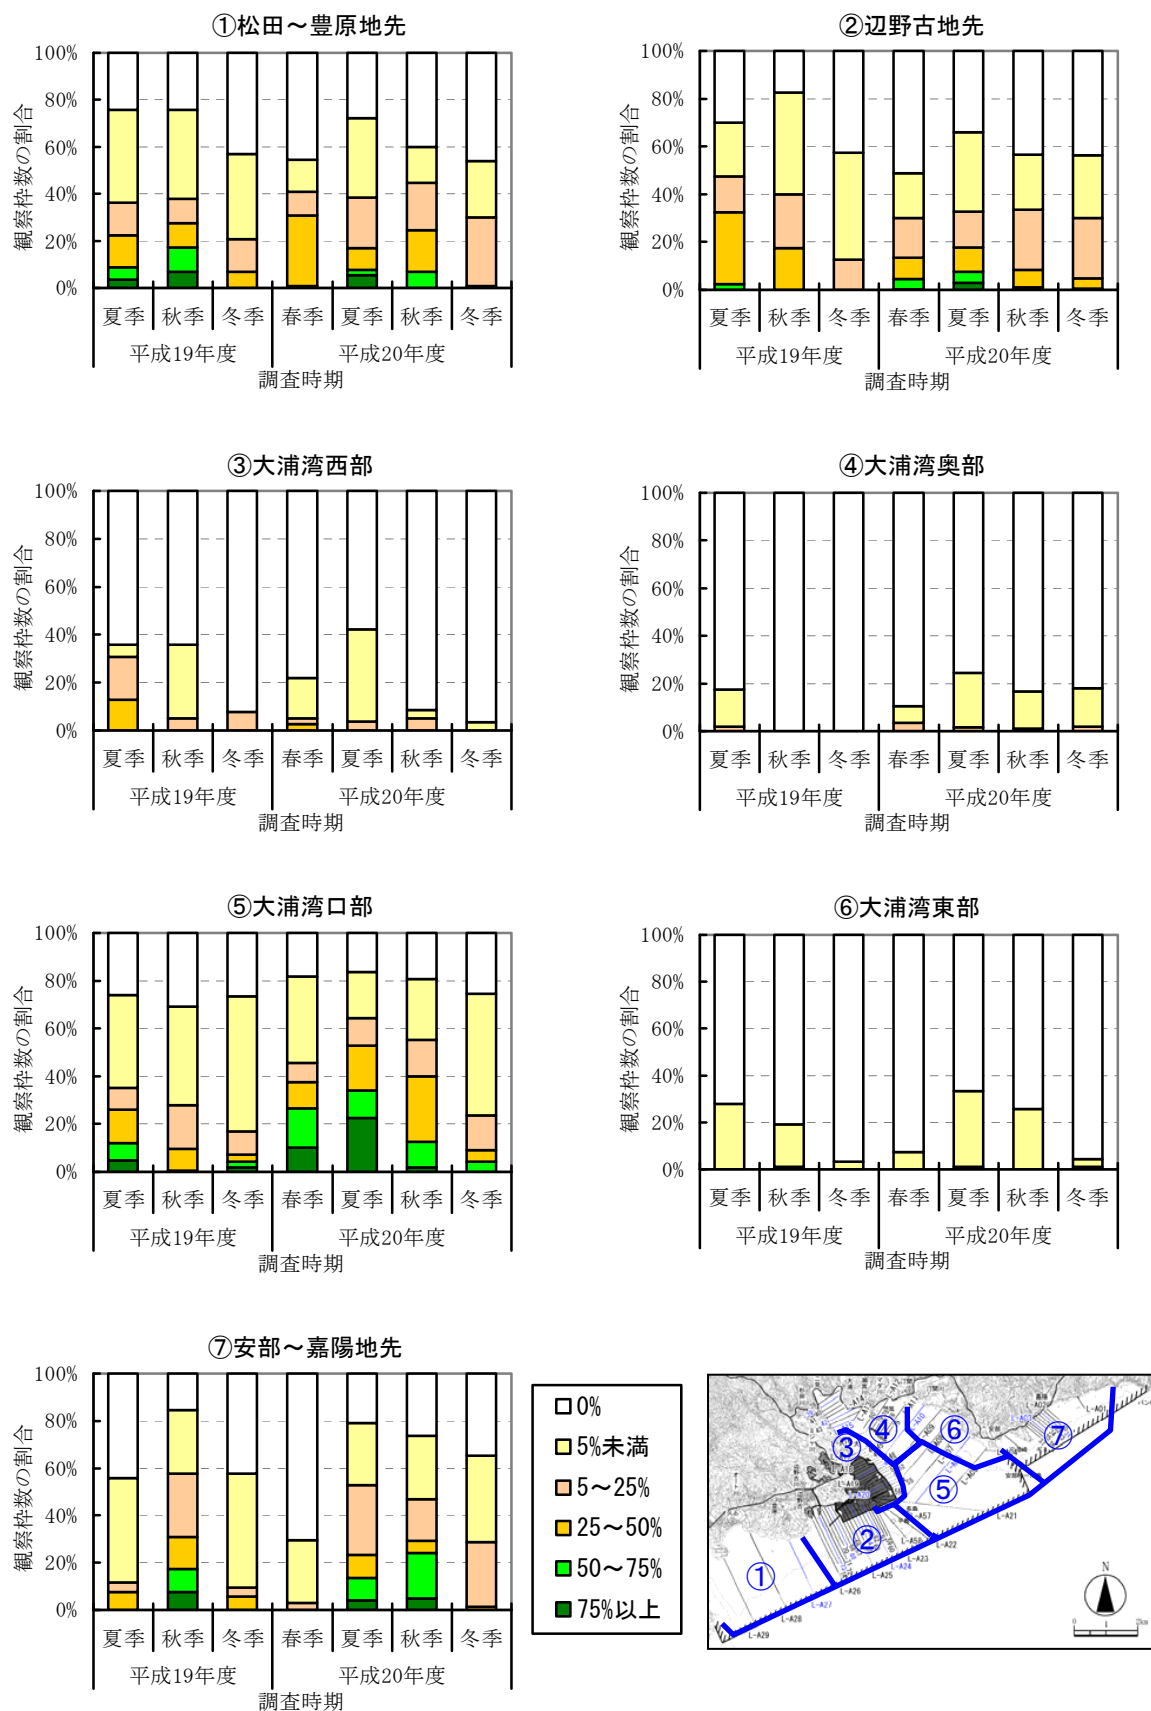 ①松田～豊原地先
100%
80%
60%
40%
20%
0%
観察枠数の割合
夏季 秋季 冬季 春季 夏季 秋季 冬季
平成19年度 平成20年度
調査時期
②辺野古地先
100%
80%
60%
40%
20%
0%
観察枠数の割合
夏季 秋季 冬季 春季 夏季 秋季 冬季
平成19年度 平成20年度
調査時期
③大浦湾西部
100%
80%
60%
40%
20%
0%
観察枠数の割合
夏季 秋季 冬季 春季 夏季 秋季 冬季
平成19年度 平成20年度
調査時期
④大浦湾奥部
100%
80%
60%
40%
20%
0%
観察枠数の割合
夏季 秋季 冬季 春季 夏季 秋季 冬季
平成19年度 平成20年度
調査時期
⑤大浦湾口部
100%
80%
60%
40%
20%
0%
観察枠数の割合
夏季 秋季 冬季 春季 夏季 秋季 冬季
平成19年度 平成20年度
調査時期
⑥大浦湾東部
100%
80%
60%
40%
20%
0%
観察枠数の割合
夏季 秋季 冬季 春季 夏季 秋季 冬季
平成19年度 平成20年度
調査時期
⑦安部～嘉陽地先
100%
80%
60%
40%
20%
0%
観察枠数の割合
夏季 秋季 冬季 春季 夏季 秋季 冬季
平成19年度 平成20年度
調査時期
0%
5%未満
5～25%
25～50%
50～75%
75%以上
①
②
③
④
⑤
⑥
⑦
L-A01
L-A02
L-A21
L-A22
L-A23
L-A24
L-A25
L-A26
L-A27
L-A28
L-A29
L-A57
L-A58
N